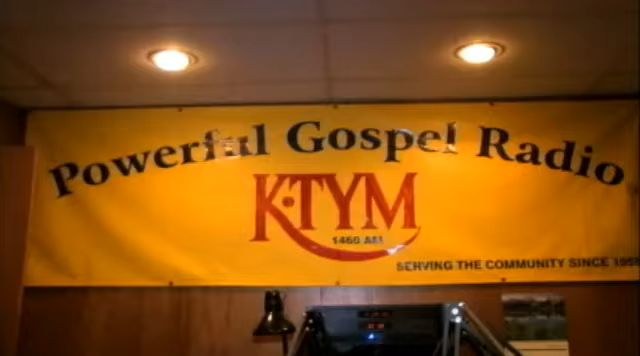 Powerful Gospel Radio
K·TYM
1460 AM
SERVING THE COMMUNITY SINCE